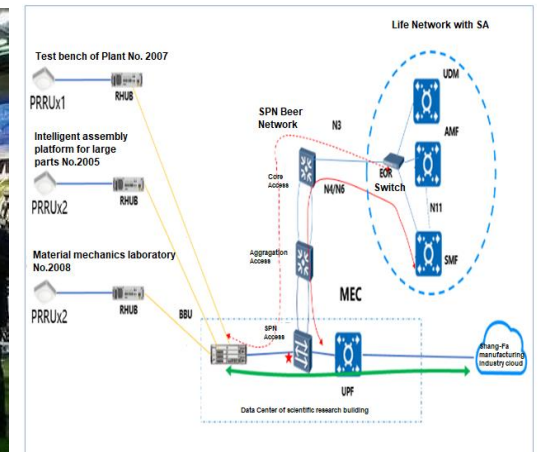 Life Network with SA
Test bench of Plant No. 2007
RHUB
PRRUx1
Intelligent assembly
platform for large
parts No.2005
RHUB
PRRUx2
Material mechanics laboratory
No.2008
RHUB
PRRUx2
BBU
SPN Beer
Network
N3
Core
Access
N4/N6
EOR
Switch
UDM
AMF
N11
SMF
Aggragation
Access
MEC
SPN
Access
UPF
Shang-Fa
manufacturing
industry cloud
Data Center of scientific research building